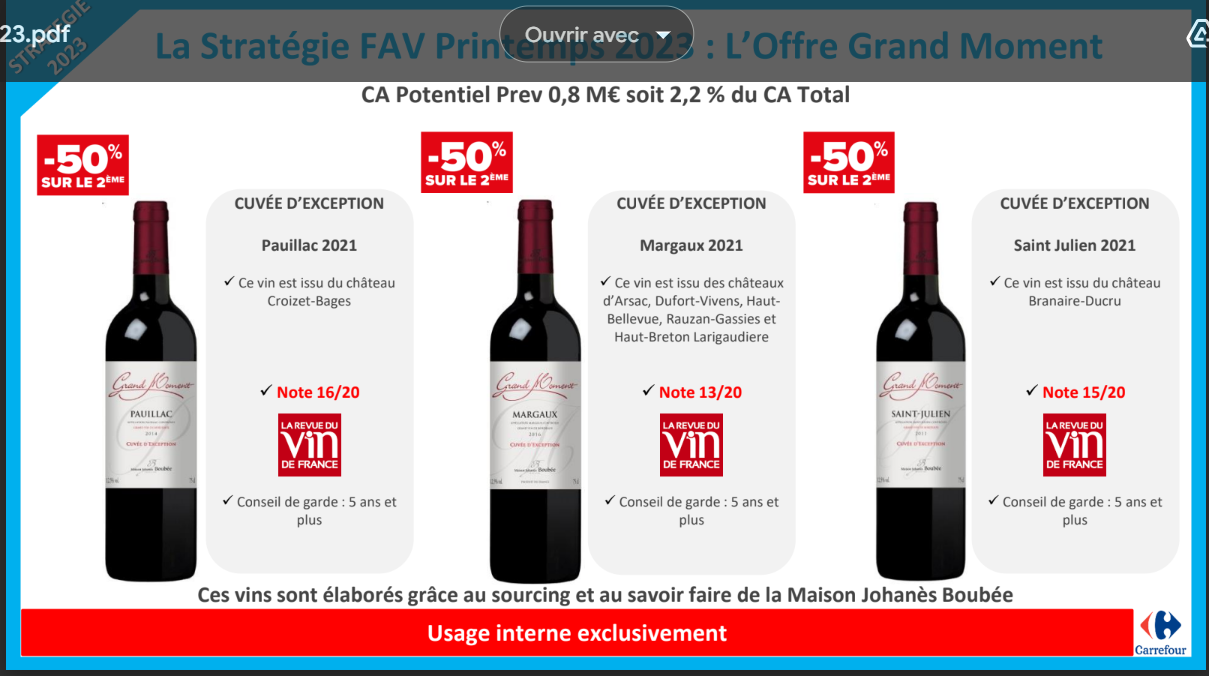 STRATÉGIE
2023
23.pdf
Ouvrir avec
La Stratégie FAV Printemps 2023 : L’Offre Grand Moment
CA Potentiel Prev 0,8 M€ soit 2,2 % du CA Total
-50%
SUR LE 2ÈME
CUVÉE D’EXCEPTION
Pauillac 2021
✓ Ce vin est issu du château
Croizet-Bages
✓ Note 16/20
LA REVUE DU
Vin
DE FRANCE
✓ Conseil de garde : 5 ans et
plus
Grand Moment
PAUILLAC
2014
CUVÉE D'EXCEPTION
Boubée
-50%
SUR LE 2ÈME
CUVÉE D’EXCEPTION
Margaux 2021
✓ Ce vin est issu des châteaux
d’Arsac, Dufort-Vivens, Haut-
Bellevue, Rauzan-Gassies et
Haut-Breton Larigaudiere
✓ Note 13/20
LA REVUE DU
Vin
DE FRANCE
✓ Conseil de garde : 5 ans et
plus
Grand Moment
MARGAUX
CUVÉE D'EXCEPTION
Boubée
-50%
SUR LE 2ÈME
CUVÉE D’EXCEPTION
Saint Julien 2021
✓ Ce vin est issu du château
Branaire-Ducru
✓ Note 15/20
LA REVUE DU
Vin
DE FRANCE
✓ Conseil de garde : 5 ans et
plus
Grand Moment
SAINT-JULIEN
CUVÉE D'EXCEPTION
Boubée
Ces vins sont élaborés grâce au sourcing et au savoir faire de la Maison Johanès Boubée
Usage interne exclusivement
Carrefour